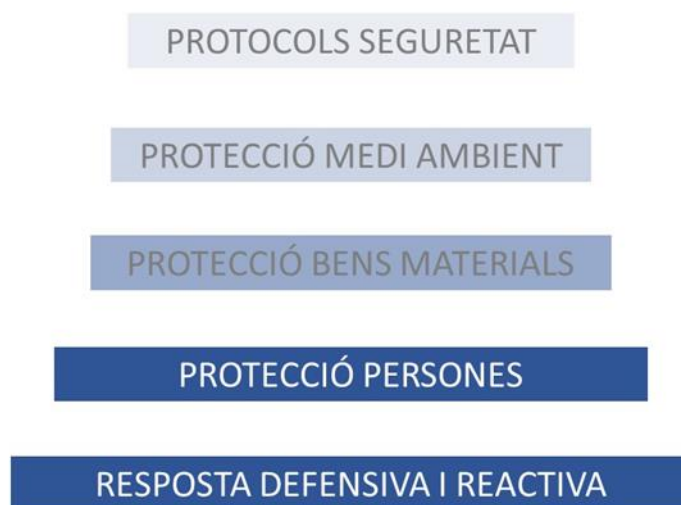 PROTOCOLS SEGURETAT
PROTECCIÓ MEDI AMBIENT
PROTECCIÓ BENS MATERIALS
PROTECCIÓ PERSONES
RESPOSTA DEFENSIVA I REACTIVA